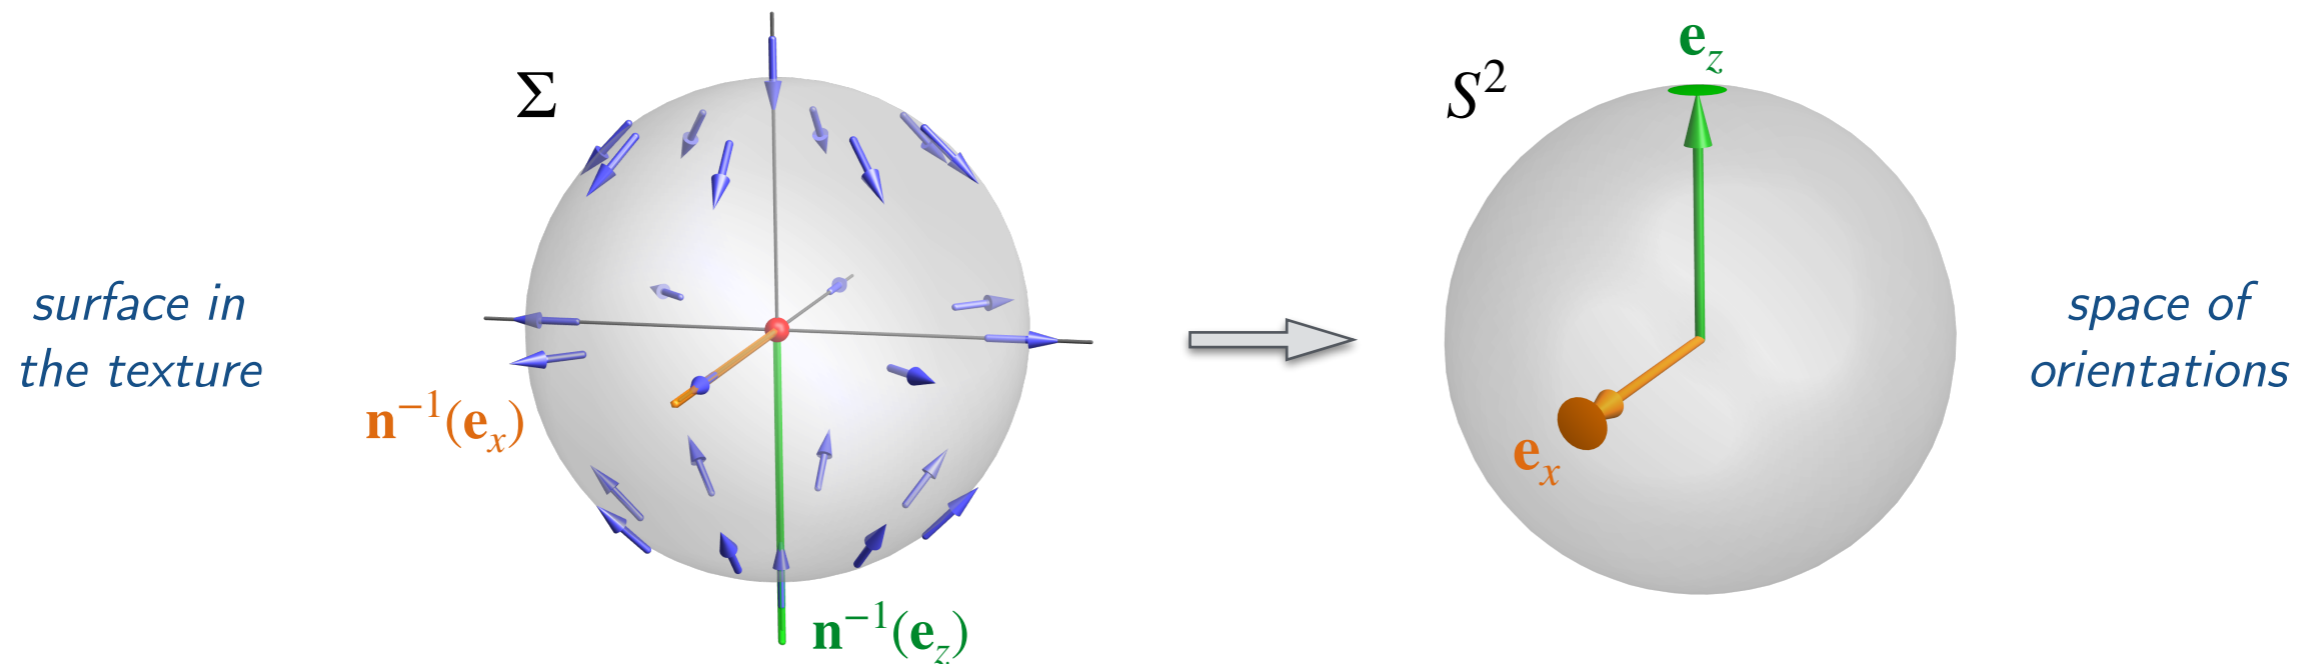 Σ
surface in
the texture
𝐧⁻¹(𝐞ₓ)
𝐧⁻¹(𝐞_z)
S²
𝐞_z
𝐞ₓ
space of
orientations